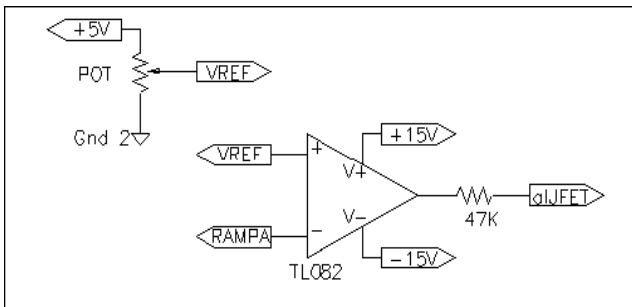 +5V
POT
VREF
Gnd 2
VREF
+
V+
+15V
RAMPA
-
V-
-15V
TL082
47K
alJFET